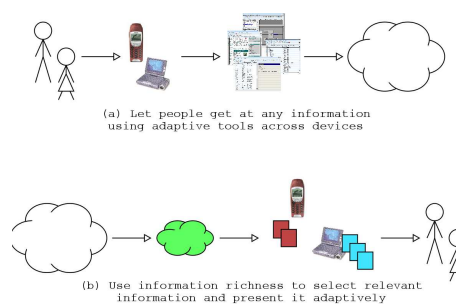 (a) Let people get at any information
using adaptive tools across devices
(b) Use information richness to select relevant
information and present it adaptively